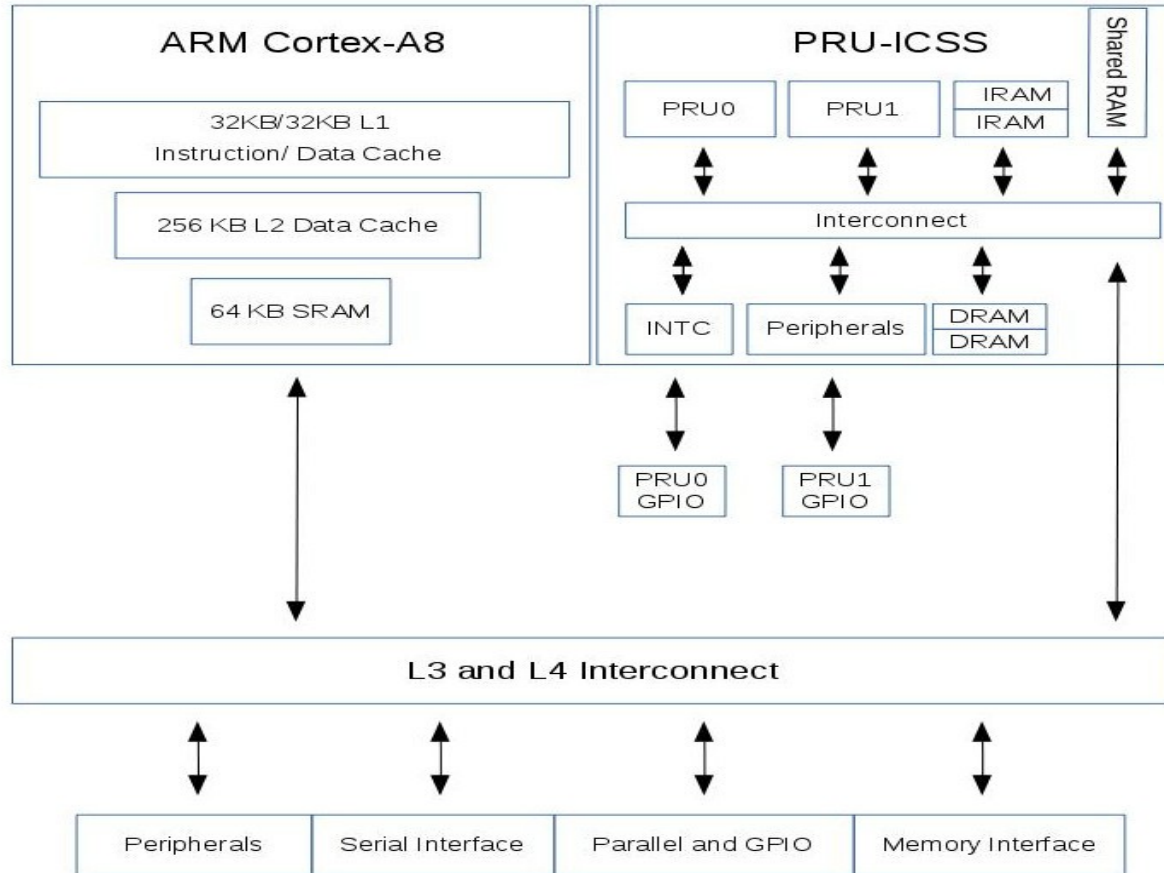 ARM Cortex-A8
32KB/32KB L1
Instruction/ Data Cache
256 KB L2 Data Cache
64 KB SRAM
PRU-ICSS
PRU0
PRU1
IRAM
IRAM
Shared RAM
Interconnect
INTC
Peripherals
DRAM
DRAM
PRU0
GPIO
PRU1
GPIO
L3 and L4 Interconnect
Peripherals
Serial Interface
Parallel and GPIO
Memory Interface